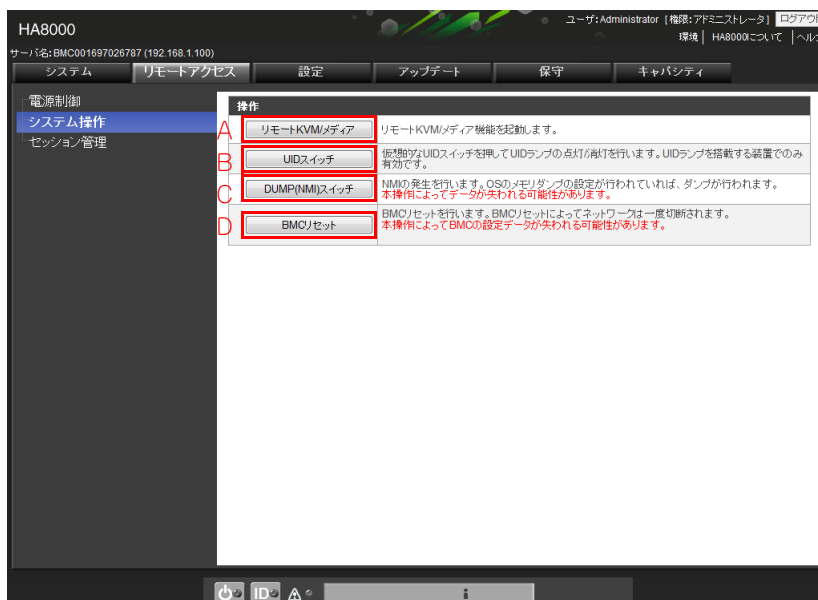 HA8000
ユーザ:Administrator [権限:アドミニストレータ] ログアウ
環境 | HA8000について | ヘル
サーバ名:BMC001697026787 (192.168.1.100)
システム リモートアクセス 設定 アップデート 保守 キャパシティ
電源制御
システム操作
セッション管理
操作
A リモートKVM/メディア リモートKVM/メディア機能を起動します。
B UIDスイッチ 仮想的なUIDスイッチを押してUIDランプの点灯/消灯を行います。UIDランプを搭載する装置でのみ
有効です。
C DUMP(NMI)スイッチ NMIの発生を行います。OSのメモリダンプの設定が行われていれば、ダンプが行われます。
本操作によってデータが失われる可能性があります。
D BMCリセット BMCリセットを行います。BMCリセットによってネットワークは一度切断されます。
本操作によってBMCの設定データが失われる可能性があります。
ID
i